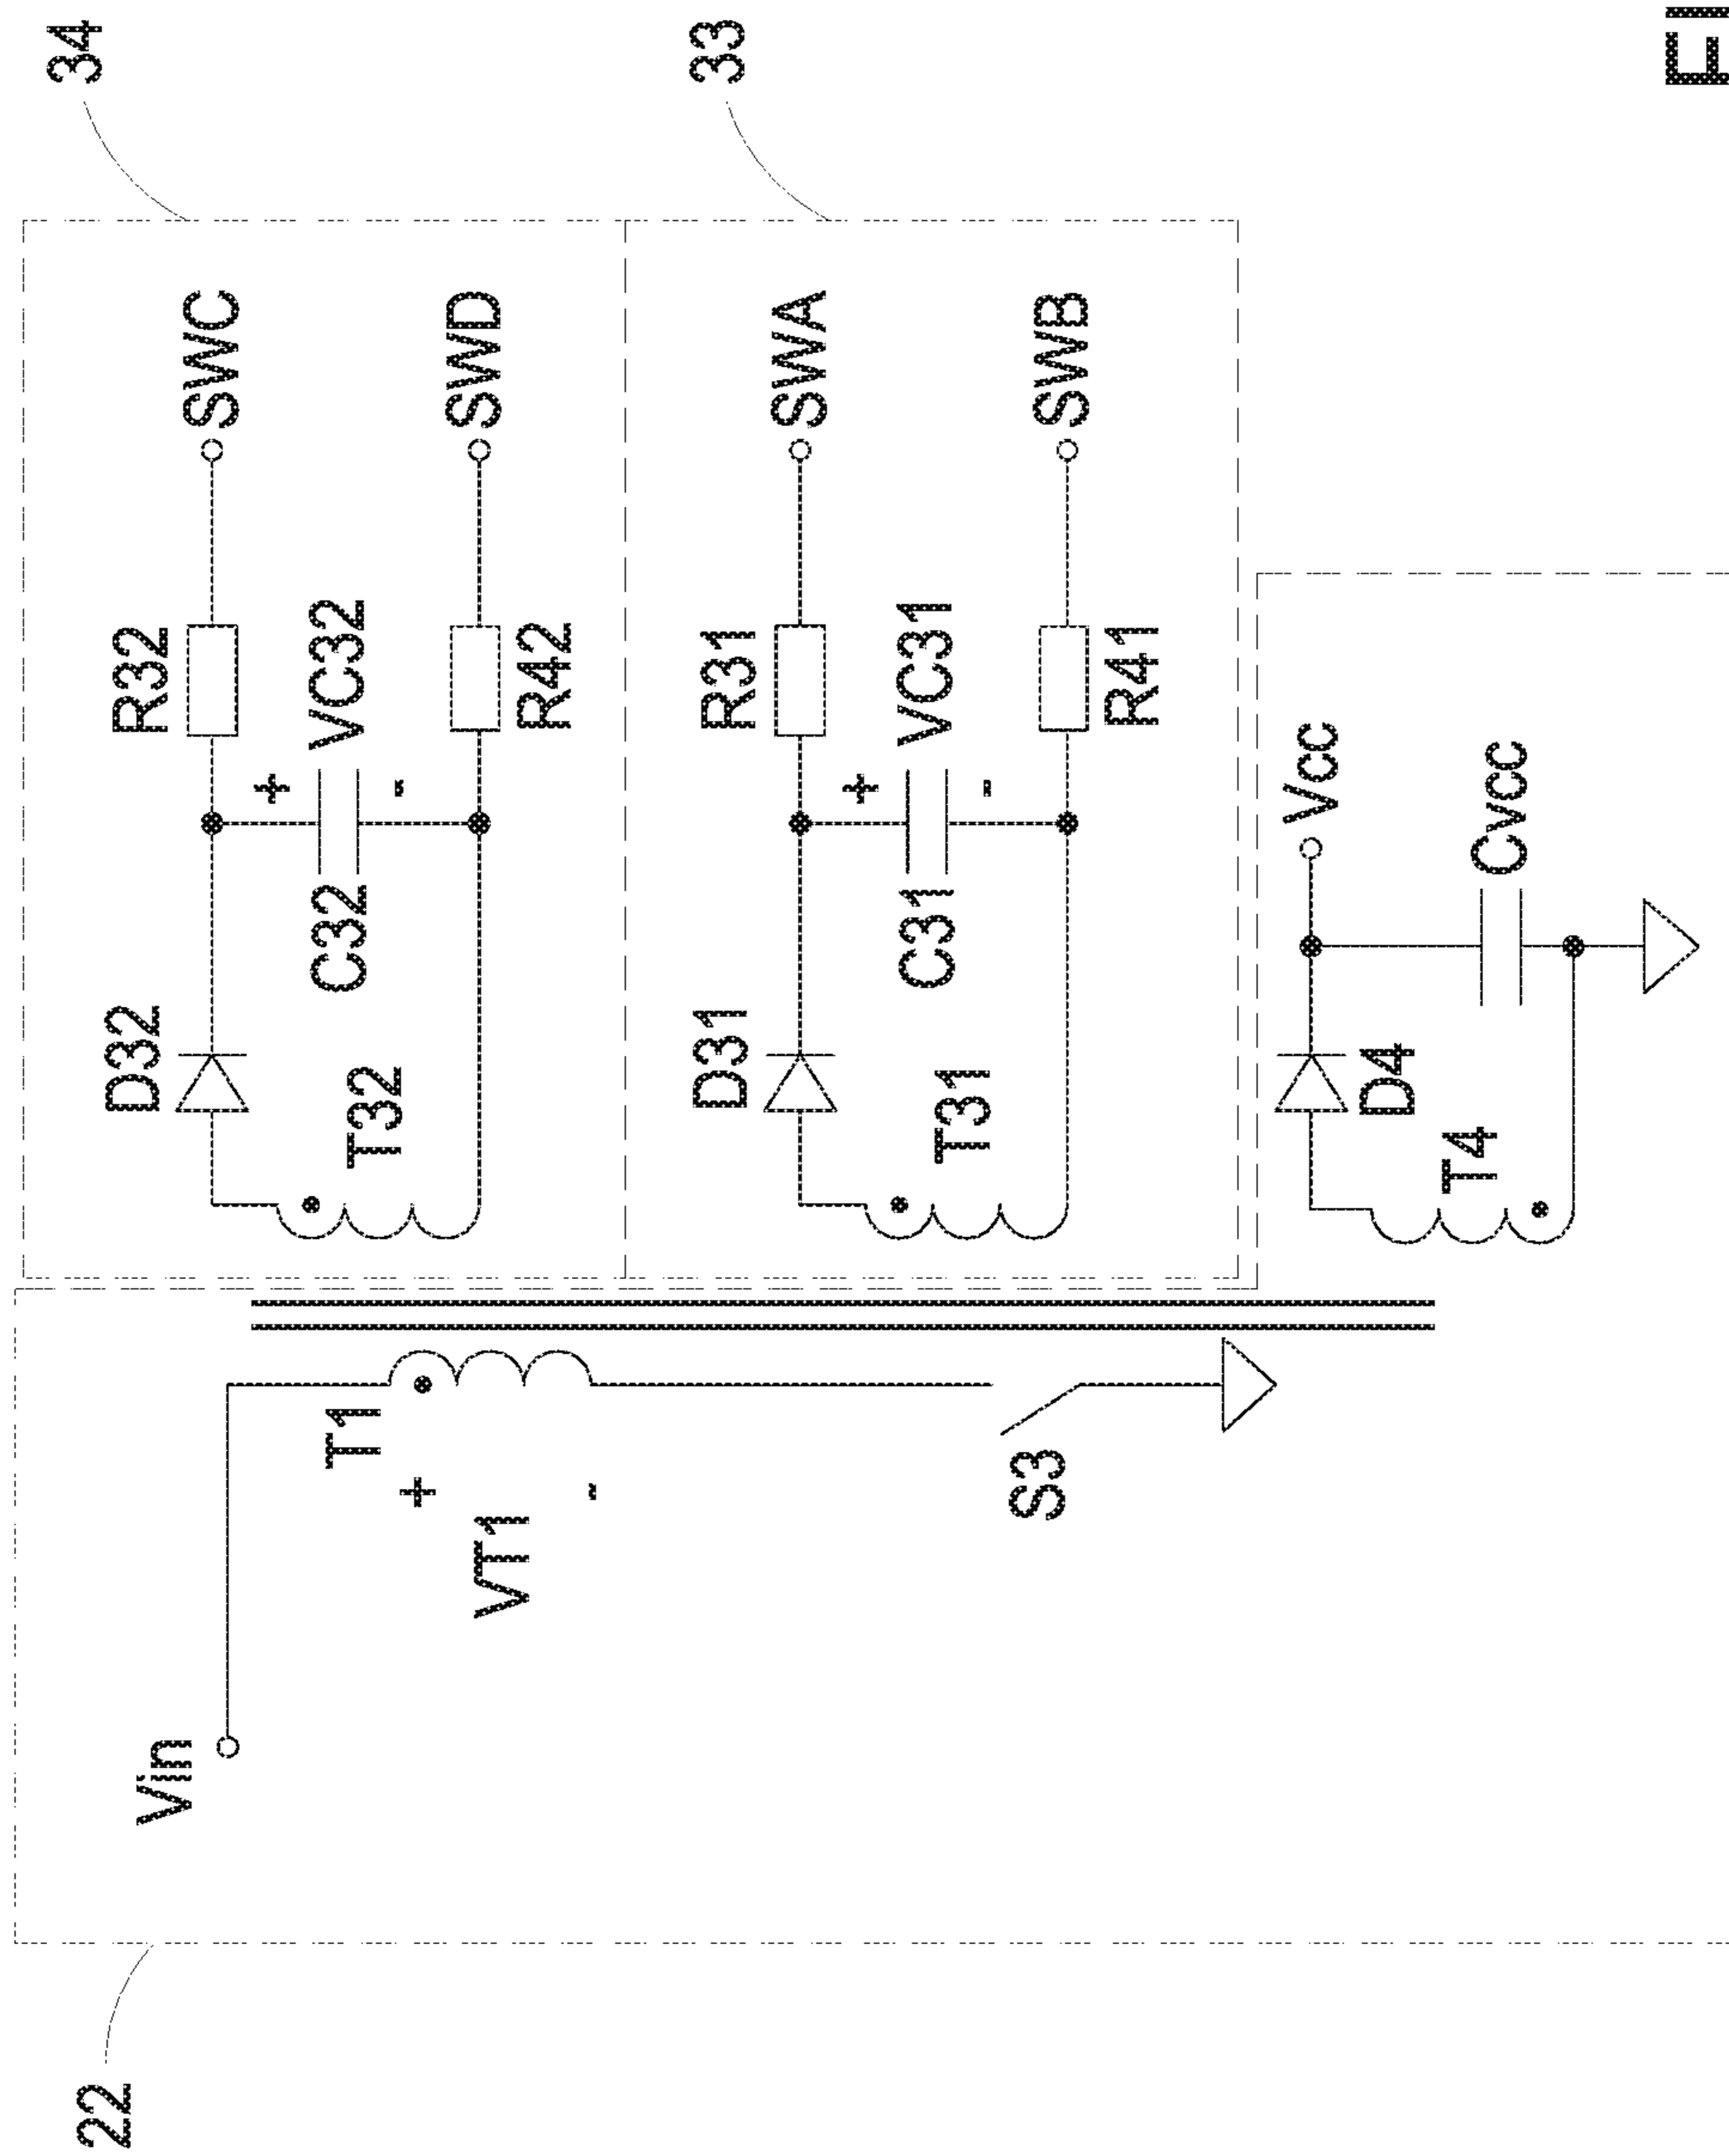 34
33
SWC
SWD
SWA
SWB
R32
VC32
R42
R31
VC31
R41
+
-
+
-
Vcc
Cvcc
C32
C31
D32
T32
D31
T31
D4
T4
T1
+
VT1
-
S3
Vin
22